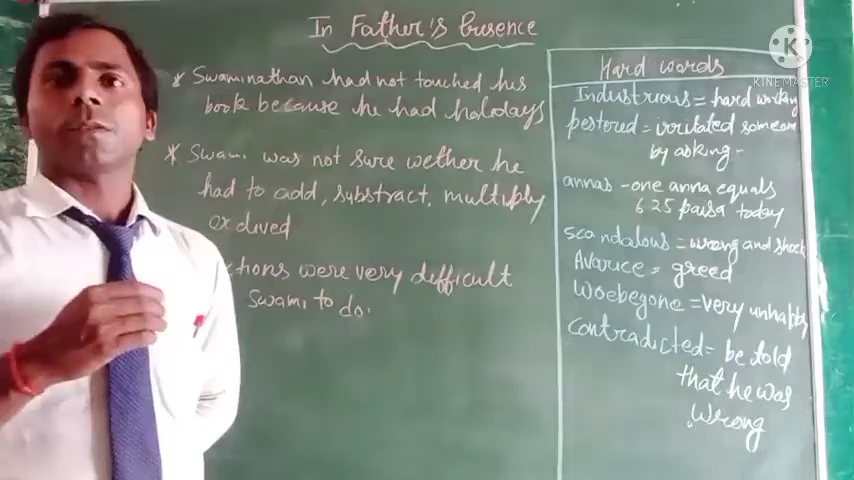 In Father's Presence
* Swaminathan had not touched his
book because he had holidays
* Swami was not sure wether he
had to add, substract, multiply
or dived
ctions were very difficult
Swami to do.
Hard words
Industrious = hard working
pestered = irritated someone
by asking -
annas - one anna equals
6.25 paisa today
scandalous = wrong and shock
Avarice = greed
Woebegone = very unhappy
Contradicted = be told
that he was
wrong
K
KINEMASTER